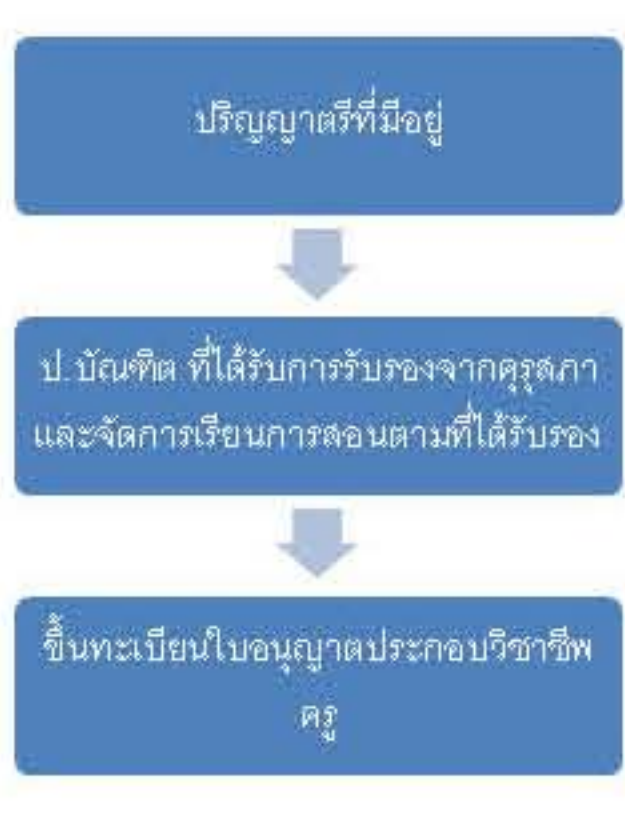 ปริญญาตรีที่มีอยู่
ป.บัณฑิต ที่ได้รับการรับรองจากคุรุสภา
และจัดการเรียนการสอนตามที่ได้รับรอง
ขึ้นทะเบียนใบอนุญาตประกอบวิชาชีพ
ครู